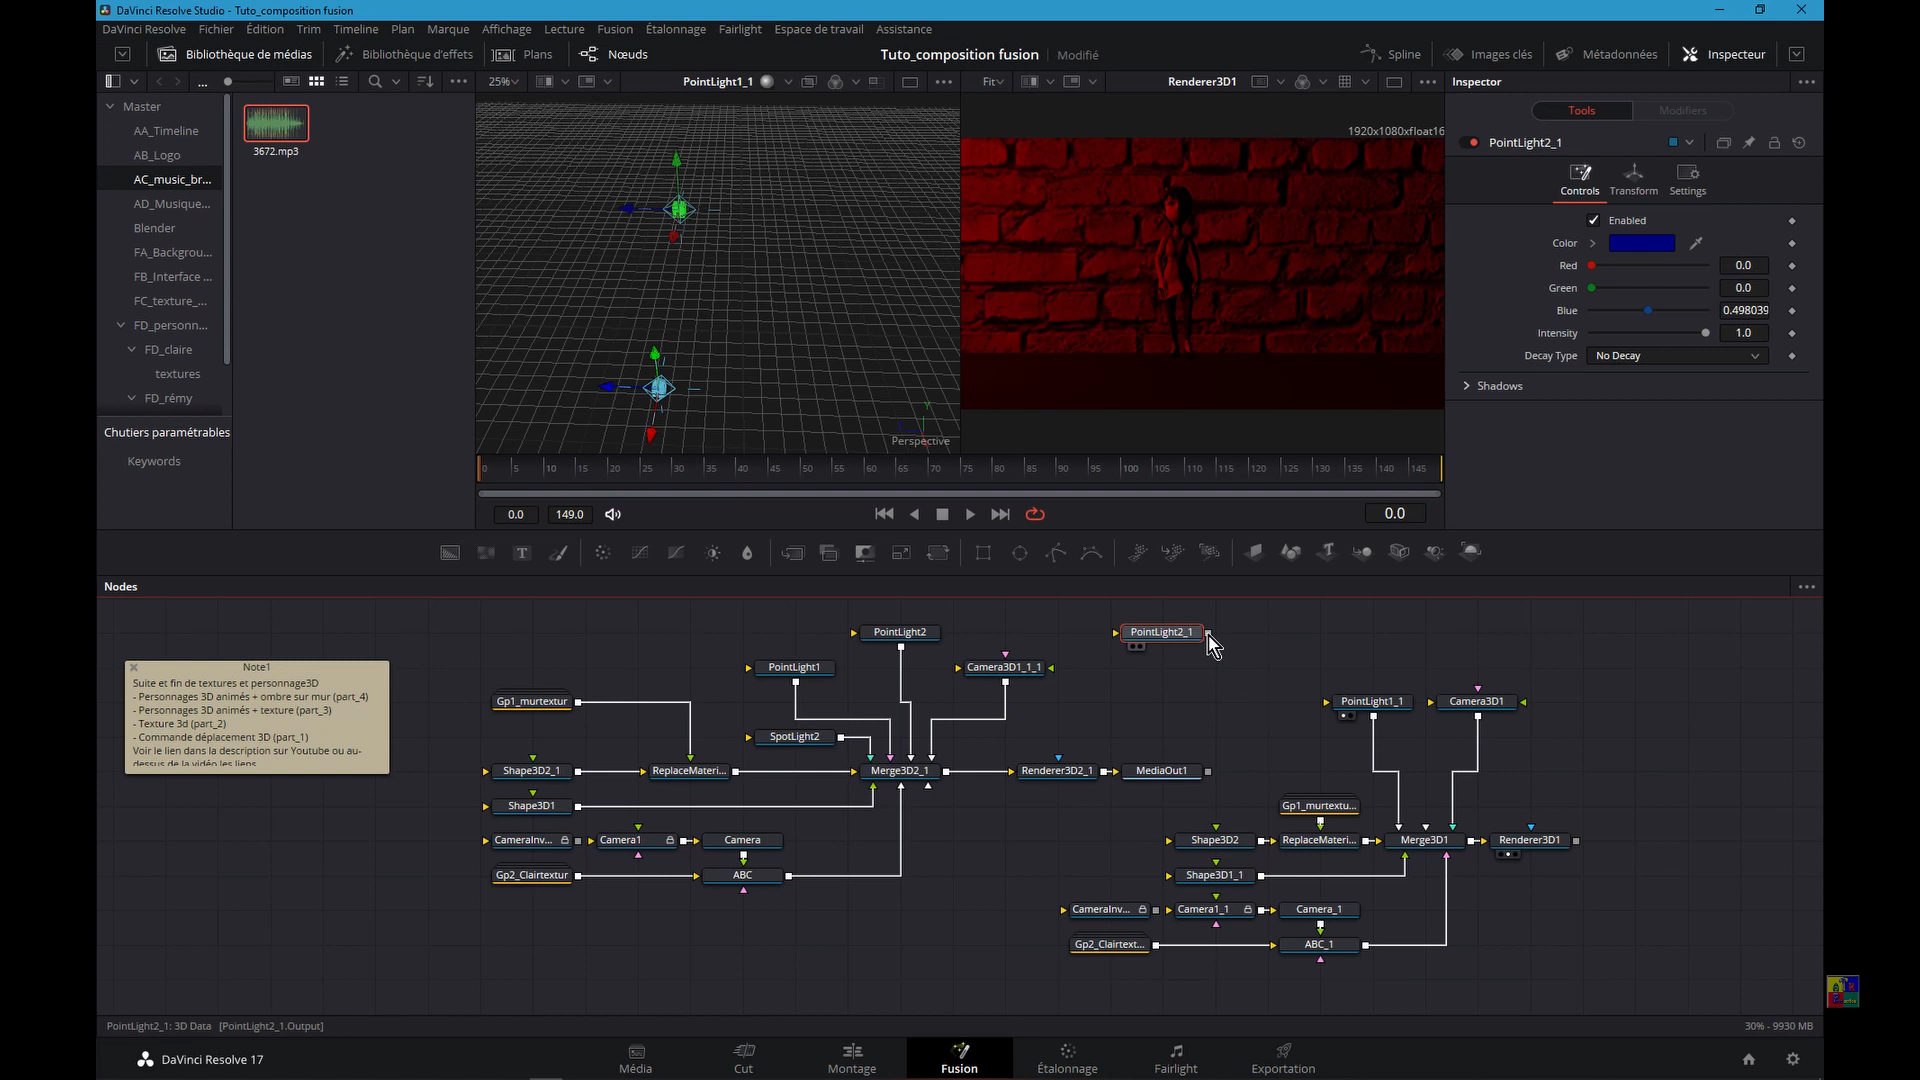 DaVinci Resolve Studio - Tuto_composition fusion
DaVinci Resolve Fichier Édition Trim Timeline Plan Marque Affichage Lecture Étalonnage Fairlight Espace de travail Assistance
Bibliothèque de médias Bibliothèque d'effets Plans Nœuds Tuto_composition fusion Modifié Spline Images clés Métadonnées Inspecteur
... 25% PointLight1_1 Fit Renderer3D1 Inspector
Master
AA_Timeline
AB_Logo
AC_music_br...
AD_Musique...
Blender
FA_Backgrou...
FB_Interface ...
FC_texture_...
FD_personn...
FD_claire
textures
FD_rémy
Chutiers paramétrables
Keywords
3672.mp3
Perspective
1920x1080xfloat16
Tools Modifiers
PointLight2_1
Controls Transform Settings
Enabled
Color
Red 0.0
Green 0.0
Blue 0.498039
Intensity 1.0
Decay Type No Decay
Shadows
0 5 10 15 20 25 30 35 40 45 50 55 60 65 70 75 80 85 90 95 100 105 110 115 120 125 130 135 140 145
0.0 149.0 0.0
Nodes
Note1
Suite et fin de textures et personnage3D
- Personnages 3D animés + ombre sur mur (part_4)
- Personnages 3D animés + texture (part_3)
- Texture 3d (part_2)
- Commande déplacement 3D (part_1)
Voir le lien dans la description sur Youtube ou au-
dessus de la vidéo les liens
PointLight2 PointLight2_1
PointLight1 Camera3D1_1_1
Gp1_murtextur PointLight1_1 Camera3D1
SpotLight2
Shape3D2_1 ReplaceMateri... Merge3D2_1 Renderer3D2_1 MediaOut1
Shape3D1 Gp1_murtextu...
CameraInv... Camera1 Camera Shape3D2 ReplaceMateri... Merge3D1 Renderer3D1
Gp2_Clairtextur ABC Shape3D1_1
CameraInv... Camera1_1 Camera_1
Gp2_Clairtext... ABC_1
PointLight2_1: 3D Data [PointLight2_1.Output] 30% - 9930 MB
DaVinci Resolve 17 Média Cut Montage Fusion Étalonnage Fairlight Exportation